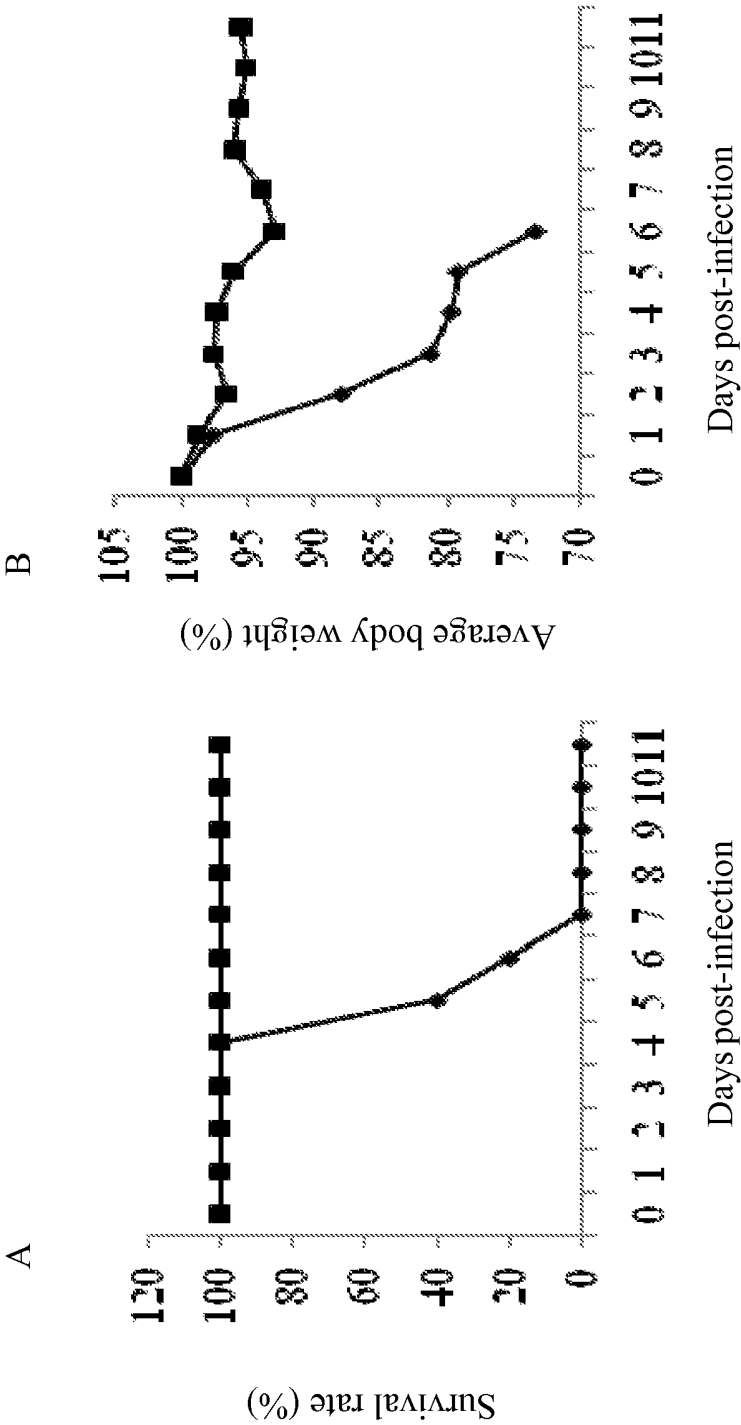 A
Survival rate (%)
120
100
80
60
40
20
0
0 1 2 3 4 5 6 7 8 9 10 11
Days post-infection
B
Average body weight (%)
105
100
95
90
85
80
75
70
0 1 2 3 4 5 6 7 8 9 10 11
Days post-infection